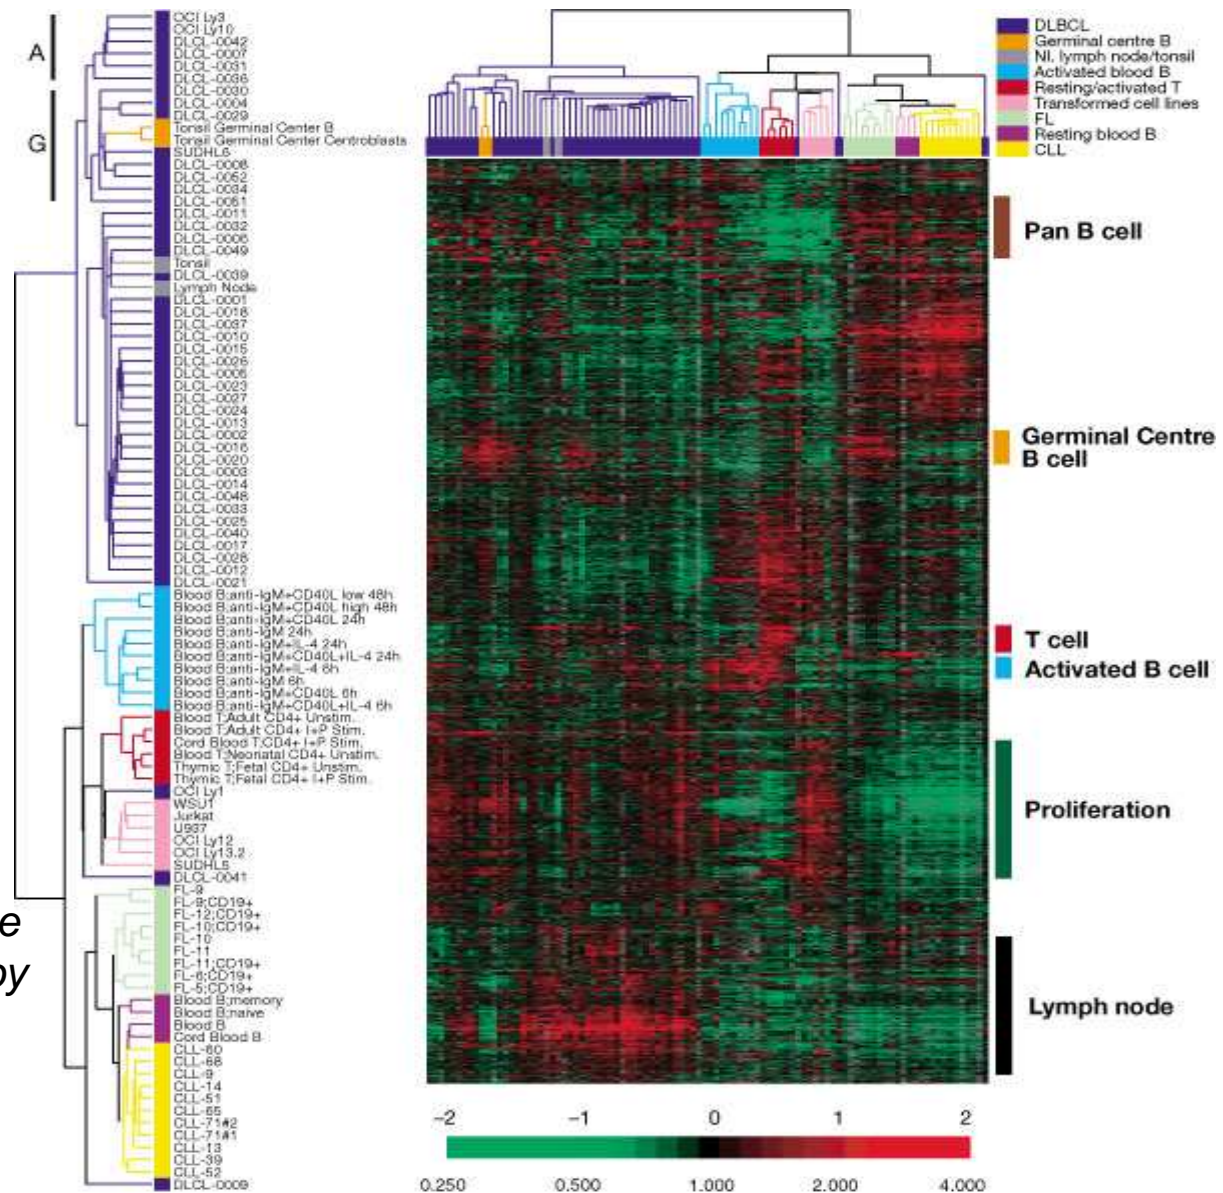 A
G
OCI Ly3
OCI Ly10
DLCL-0042
DLCL-0007
DLCL-0031
DLCL-0036
DLCL-0030
DLCL-0004
DLCL-0029
Tonsil Germinal Center B
Tonsil Germinal Center Centroblasts
SUDHL6
DLCL-0008
DLCL-0052
DLCL-0034
DLCL-0051
DLCL-0011
DLCL-0032
DLCL-0006
DLCL-0049
Tonsil
DLCL-0039
Lymph Node
DLCL-0001
DLCL-0018
DLCL-0037
DLCL-0010
DLCL-0015
DLCL-0026
DLCL-0005
DLCL-0023
DLCL-0027
DLCL-0024
DLCL-0013
DLCL-0002
DLCL-0016
DLCL-0020
DLCL-0003
DLCL-0014
DLCL-0048
DLCL-0033
DLCL-0025
DLCL-0040
DLCL-0017
DLCL-0028
DLCL-0012
DLCL-0021
Blood B;anti-IgM+CD40L low 48h
Blood B;anti-IgM+CD40L high 48h
Blood B;anti-IgM+CD40L 24h
Blood B;anti-IgM 24h
Blood B;anti-IgM+IL-4 24h
Blood B;anti-IgM+CD40L+IL-4 24h
Blood B;anti-IgM+IL-4 6h
Blood B;anti-IgM 6h
Blood B;anti-IgM+CD40L 6h
Blood B;anti-IgM+CD40L+IL-4 6h
Blood T;Adult CD4+ Unstim.
Blood T;Adult CD4+ I+P Stim.
Cord Blood T;CD4+ I+P Stim.
Blood T;Neonatal CD4+ Unstim.
Thymic T;Fetal CD4+ Unstim.
Thymic T;Fetal CD4+ I+P Stim.
OCI Ly1
WSU1
Jurkat
U937
OCI Ly12
OCI Ly13.2
SUDHL5
DLCL-0041
FL-9
FL-9;CD19+
FL-12;CD19+
FL-10;CD19+
FL-10
FL-11
FL-11;CD19+
FL-6;CD19+
FL-5;CD19+
Blood B;memory
Blood B;naive
Blood B
Cord Blood B
CLL-60
CLL-68
CLL-9
CLL-14
CLL-51
CLL-65
CLL-71#2
CLL-71#1
CLL-13
CLL-39
CLL-52
DLCL-0009
e
by
DLBCL
Germinal centre B
Nl. lymph node/tonsil
Activated blood B
Resting/activated T
Transformed cell lines
FL
Resting blood B
CLL
Pan B cell
Germinal Centre
B cell
T cell
Activated B cell
Proliferation
Lymph node
−2 −1 0 1 2
0.250 0.500 1.000 2.000 4.000